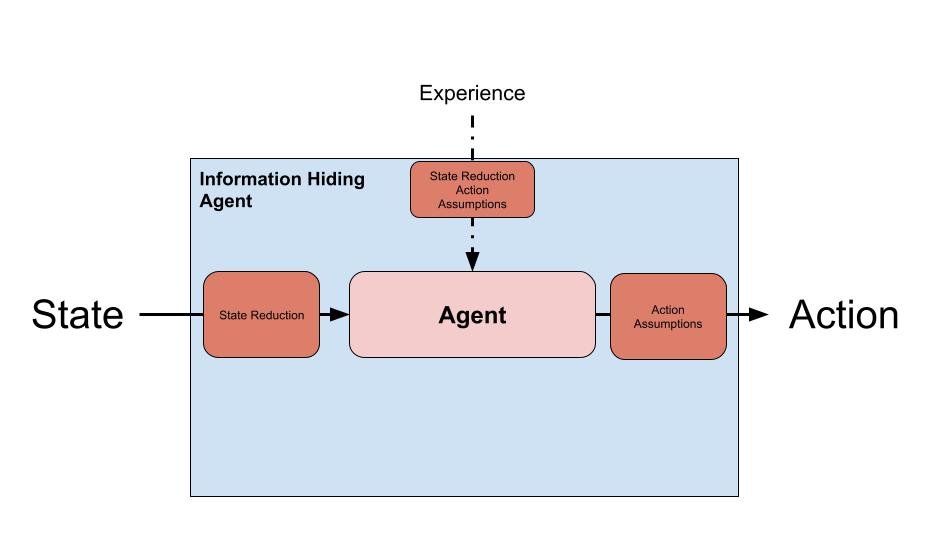 Experience
Information Hiding
Agent
State Reduction
Action
Assumptions
State
State Reduction
Agent
Action
Assumptions
Action